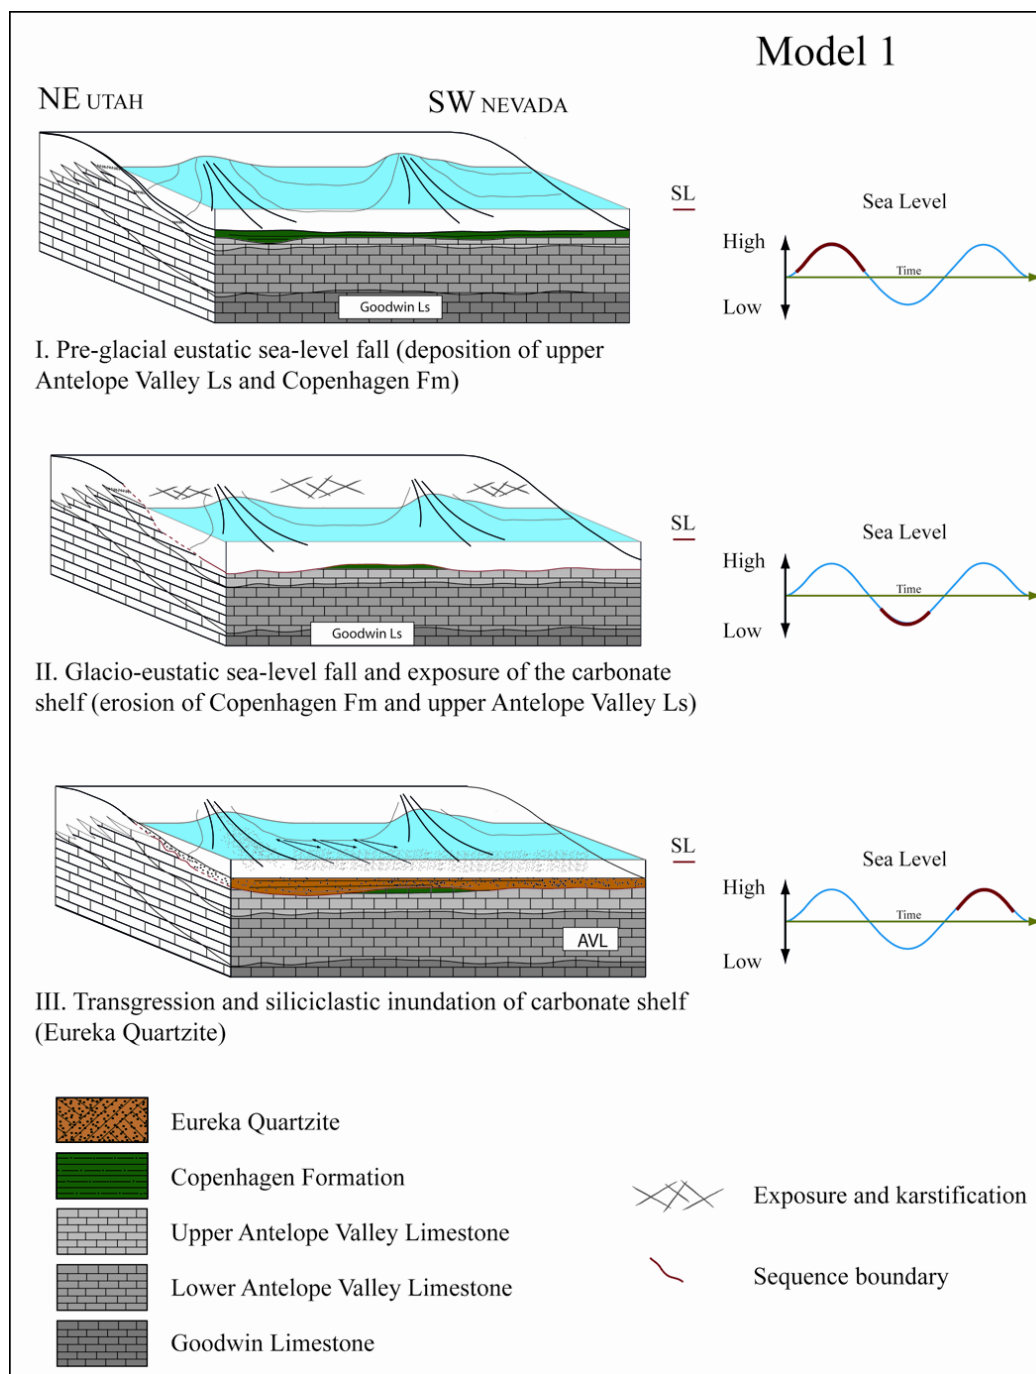 Model 1
NE UTAH
SW NEVADA
SL
Sea Level
High
Time
Low
Goodwin Ls
I. Pre-glacial eustatic sea-level fall (deposition of upper
Antelope Valley Ls and Copenhagen Fm)
SL
Sea Level
High
Time
Low
Goodwin Ls
II. Glacio-eustatic sea-level fall and exposure of the carbonate
shelf (erosion of Copenhagen Fm and upper Antelope Valley Ls)
SL
Sea Level
High
Time
Low
AVL
III. Transgression and siliciclastic inundation of carbonate shelf
(Eureka Quartzite)
Eureka Quartzite
Copenhagen Formation
Upper Antelope Valley Limestone
Lower Antelope Valley Limestone
Goodwin Limestone
Exposure and karstification
Sequence boundary